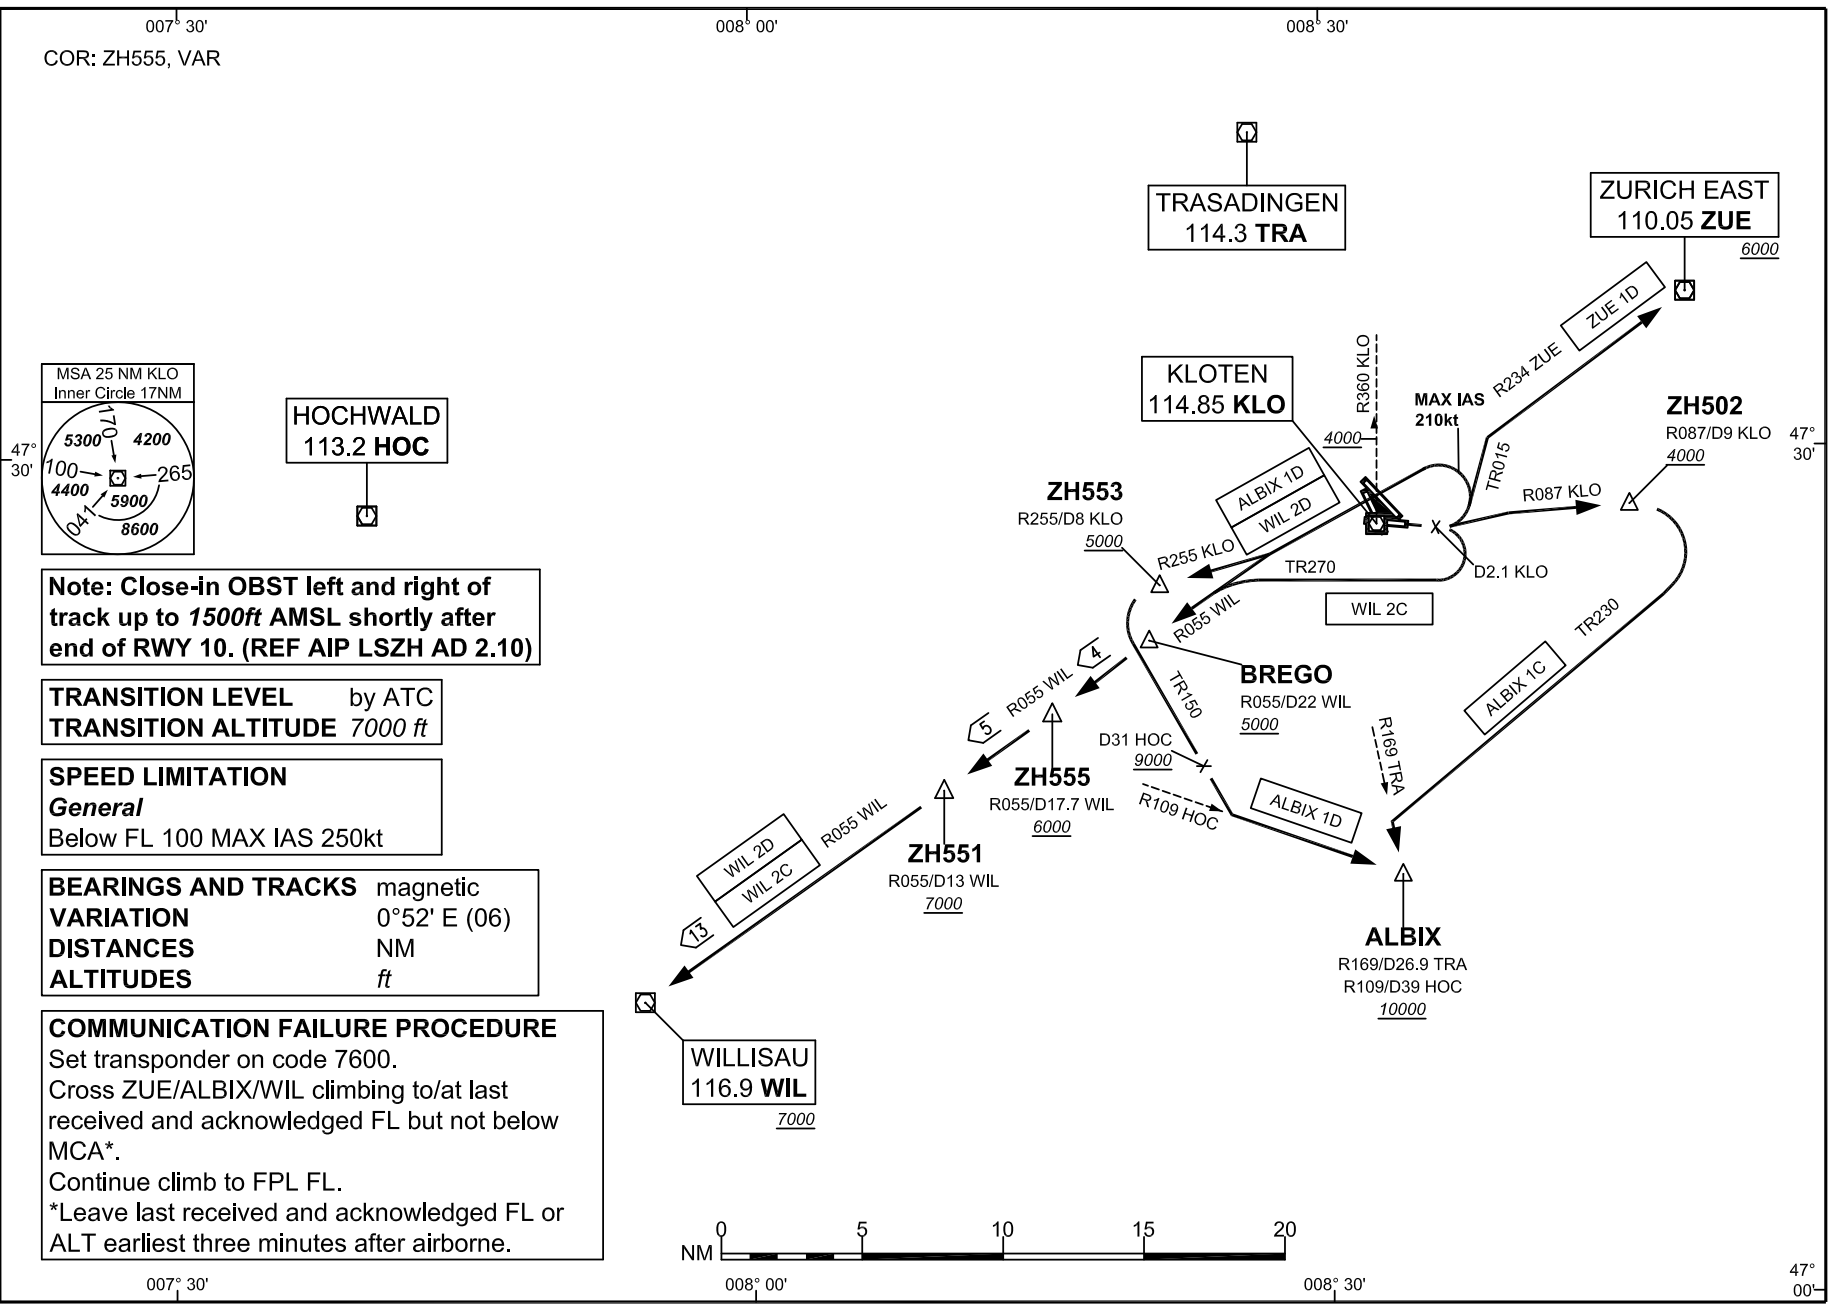 007° 30'
008° 00'
008° 30'
COR: ZH555, VAR
TRASADINGEN
114.3 TRA
ZURICH EAST
110.05 ZUE
6000
ZUE 1D
R234 ZUE
MSA 25 NM KLO
Inner Circle 17NM
170
5300
4200
100
265
4400
5900
041
8600
47°
30'
HOCHWALD
113.2 HOC
KLOTEN
114.85 KLO
R360 KLO
4000
MAX IAS
210kt
TR015
ZH502
R087/D9 KLO
4000
47°
30'
R087 KLO
ALBIX 1D
WIL 2D
ZH553
R255/D8 KLO
5000
R255 KLO
TR270
D2.1 KLO
WIL 2C
R055 WIL
TR230
ALBIX 1C
Note: Close-in OBST left and right of
track up to 1500ft AMSL shortly after
end of RWY 10. (REF AIP LSZH AD 2.10)
BREGO
R055/D22 WIL
5000
4
R055 WIL
TR150
5
TRANSITION LEVEL by ATC
TRANSITION ALTITUDE 7000 ft
D31 HOC
9000
R109 HOC
R169 TRA
ALBIX 1D
ZH555
R055/D17.7 WIL
6000
SPEED LIMITATION
General
Below FL 100 MAX IAS 250kt
R055 WIL
WIL 2D
WIL 2C
13
ZH551
R055/D13 WIL
7000
BEARINGS AND TRACKS magnetic
VARIATION 0°52' E (06)
DISTANCES NM
ALTITUDES ft
ALBIX
R169/D26.9 TRA
R109/D39 HOC
10000
COMMUNICATION FAILURE PROCEDURE
Set transponder on code 7600.
Cross ZUE/ALBIX/WIL climbing to/at last
received and acknowledged FL but not below
MCA*.
Continue climb to FPL FL.
*Leave last received and acknowledged FL or
ALT earliest three minutes after airborne.
WILLISAU
116.9 WIL
7000
NM
0 5 10 15 20
007° 30'
008° 00'
008° 30'
47°
00'